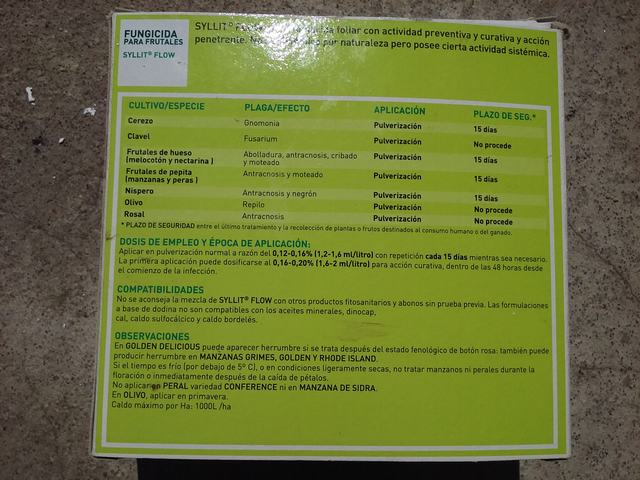 FUNGICIDA
PARA FRUTALES
SYLLIT® FLOW
SYLLIT® foliar con actividad preventiva y curativa y acción
penetrante. por naturaleza pero posee cierta actividad sistémica.
CULTIVO/ESPECIE PLAGA/EFECTO APLICACIÓN PLAZO DE SEG.*
Cerezo Gnomonia Pulverización 15 días
Clavel Fusarium Pulverización No procede
Frutales de hueso
(melocotón y nectarina) Abolladura, antracnosis, cribado
y moteado Pulverización 15 días
Frutales de pepita
(manzanas y peras) Antracnosis y moteado Pulverización 15 días
Níspero Antracnosis y negrón Pulverización 15 días
Olivo Repilo Pulverización No procede
Rosal Antracnosis Pulverización No procede
* PLAZO DE SEGURIDAD entre el último tratamiento y la recolección de plantas o frutos destinados al consumo humano o del ganado.
DOSIS DE EMPLEO Y ÉPOCA DE APLICACIÓN:
Aplicar en pulverización normal a razón del 0,12-0,16% (1,2-1,6 ml/litro) con repetición cada 15 días mientras sea necesario.
La primera aplicación puede dosificarse al 0,16-0,20% (1,6-2 ml/litro) para acción curativa, dentro de las 48 horas desde
el comienzo de la infección.
COMPATIBILIDADES
No se aconseja la mezcla de SYLLIT® FLOW con otros productos fitosanitarios y abonos sin prueba previa. Las formulaciones
a base de dodina no son compatibles con los aceites minerales, dinocap,
cal, caldo sulfocálcico y caldo bordelés.
OBSERVACIONES
En GOLDEN DELICIOUS puede aparecer herrumbre si se trata después del estado fenológico de botón rosa: también puede
producir herrumbre en MANZANAS GRIMES, GOLDEN Y RHODE ISLAND.
Si el tiempo es frío (por debajo de 5º C), o en condiciones ligeramente secas, no tratar manzanos ni perales durante la
floración o inmediatamente después de la caída de pétalos.
No aplicar en PERAL variedad CONFERENCE ni en MANZANA DE SIDRA.
En OLIVO, aplicar en primavera.
Caldo máximo por Ha: 1000L /ha